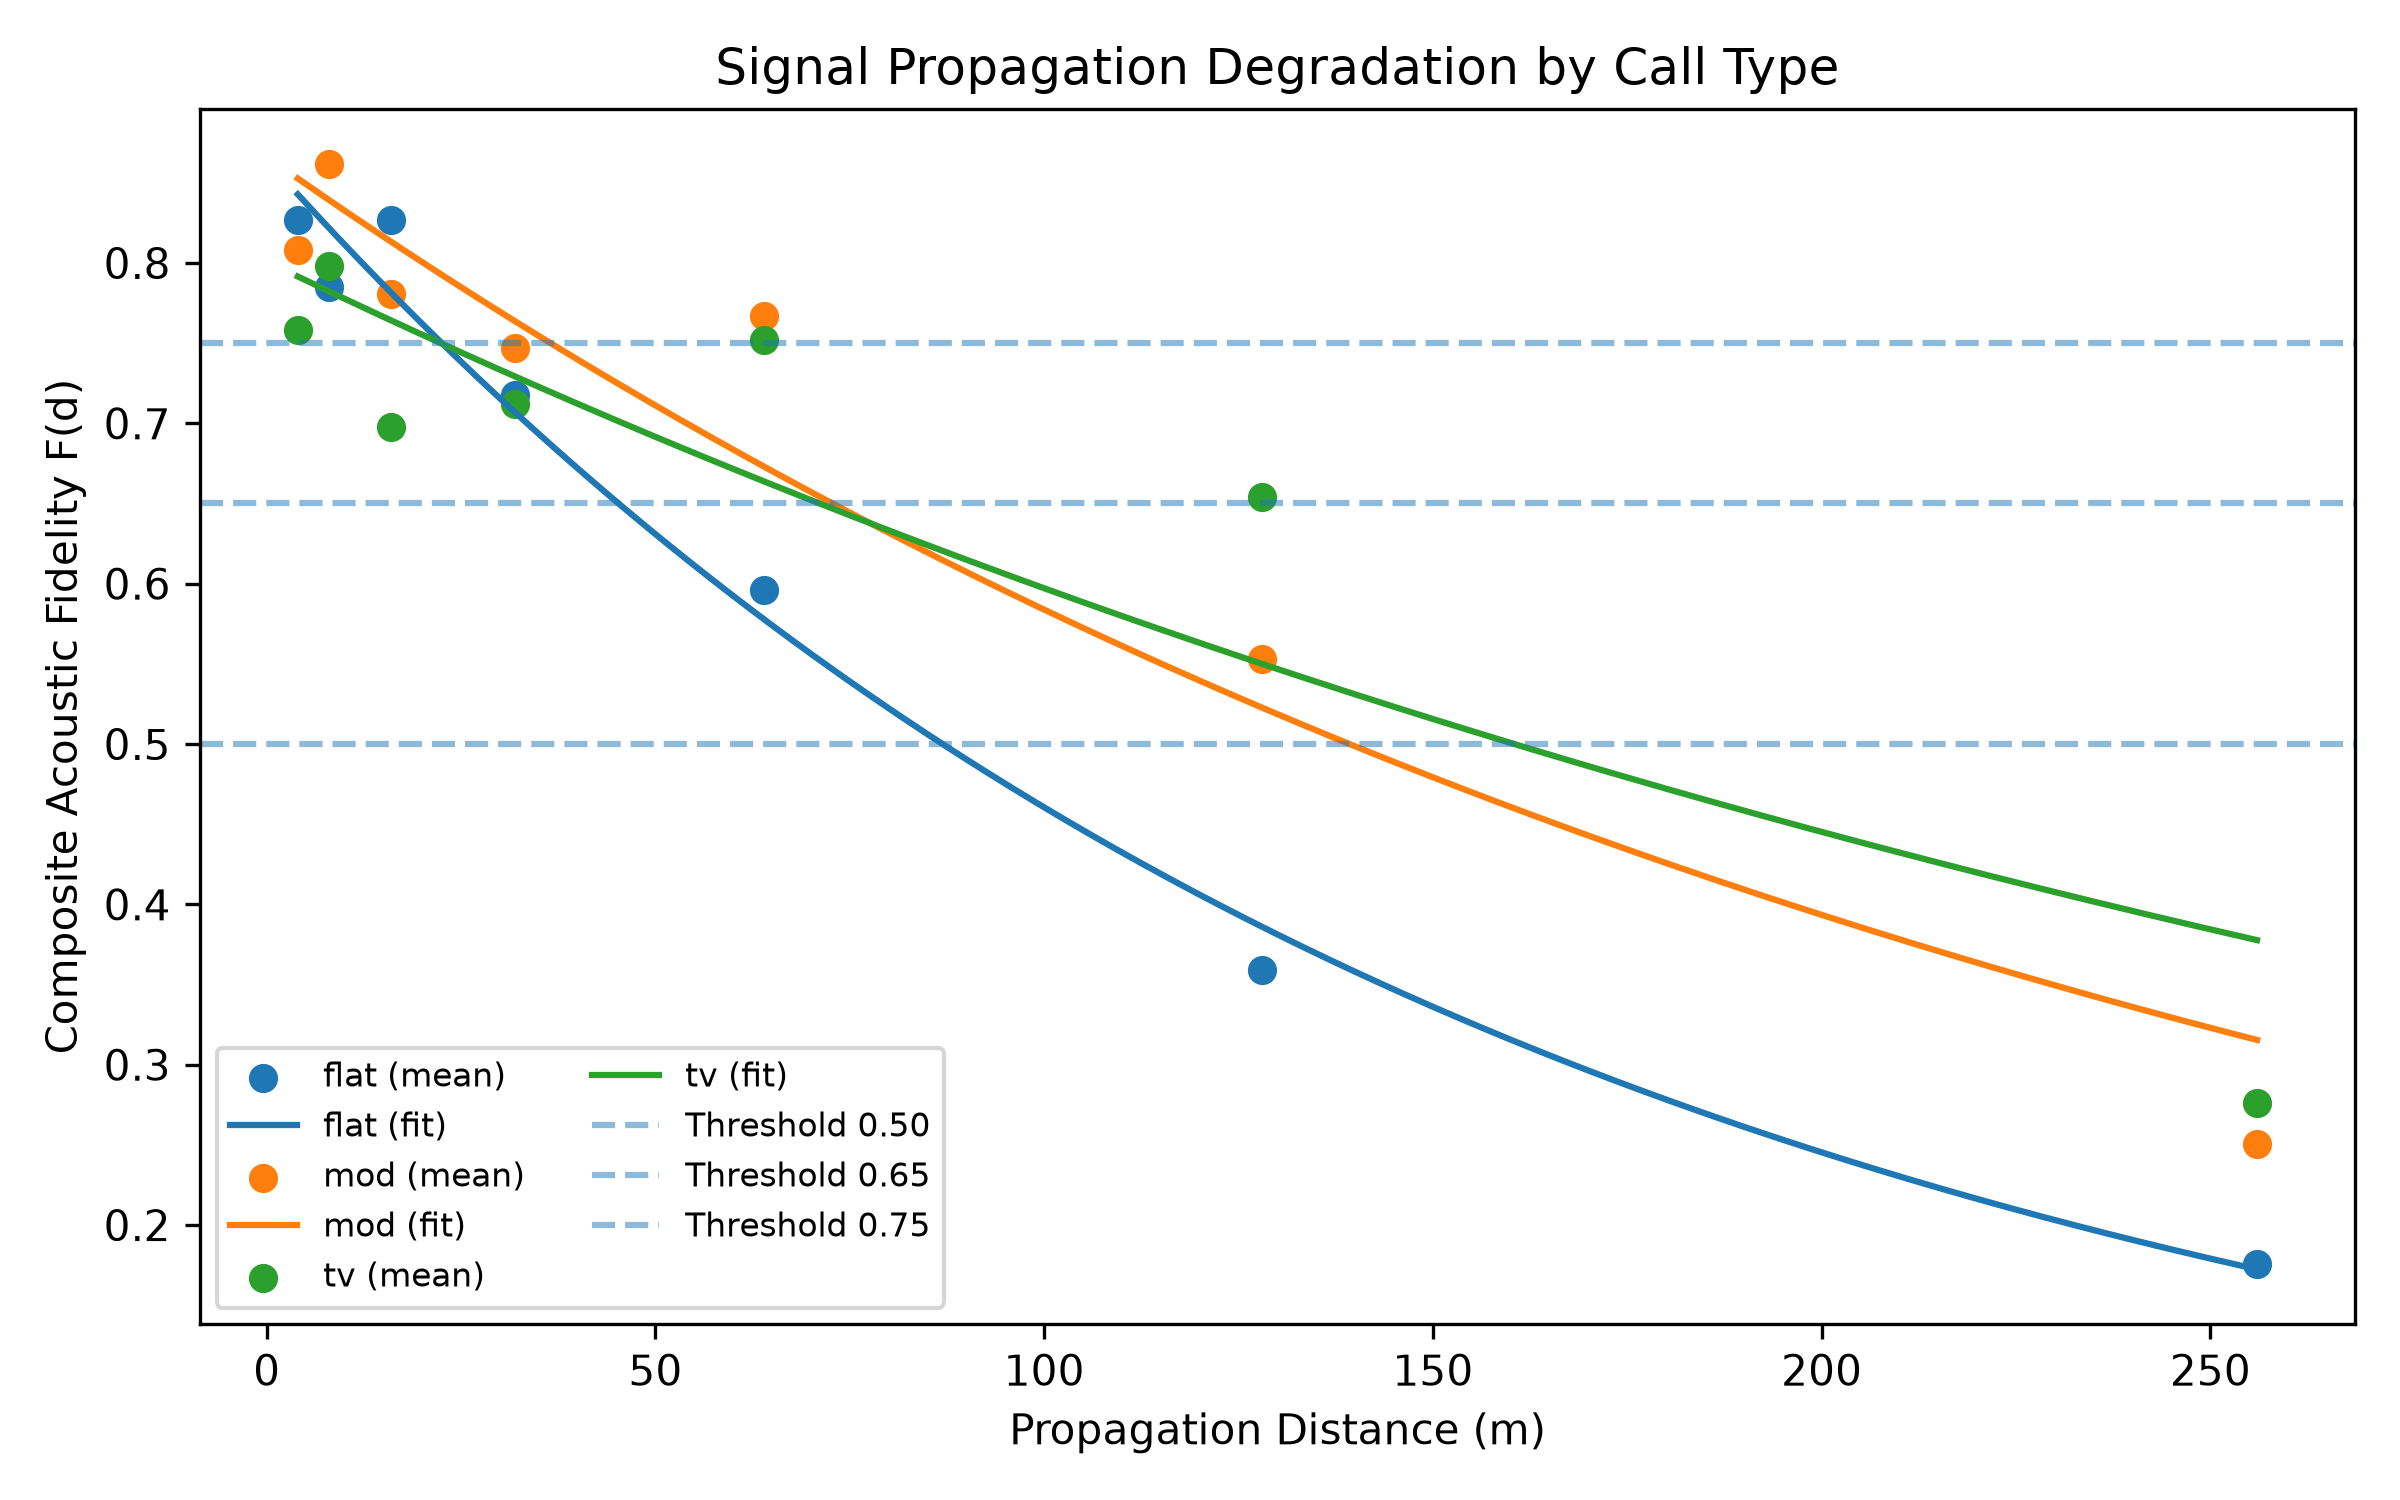 Signal Propagation Degradation by Call Type
Composite Acoustic Fidelity F(d)
0.8
0.7
0.6
0.5
0.4
0.3
0.2
flat (mean)
flat (fit)
mod (mean)
mod (fit)
tv (mean)
tv (fit)
Threshold 0.50
Threshold 0.65
Threshold 0.75
0 50 100 150 200 250
Propagation Distance (m)